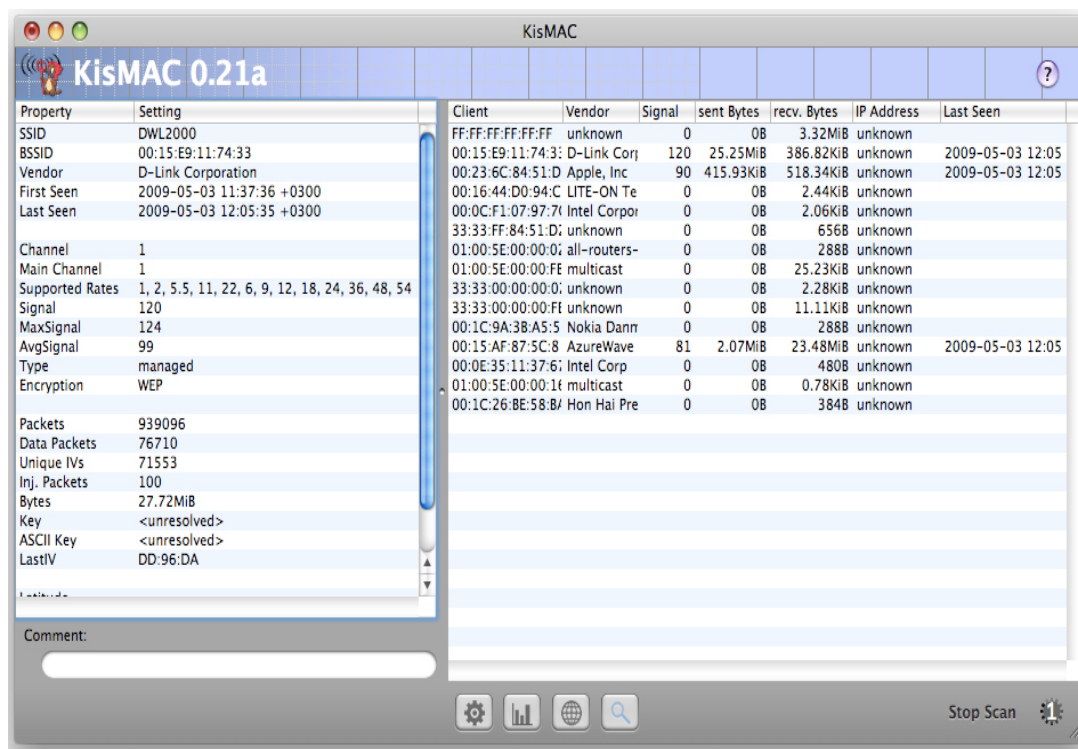 KisMAC
KisMAC 0.21a
?
Property Setting
SSID DWL2000
BSSID 00:15:E9:11:74:33
Vendor D-Link Corporation
First Seen 2009-05-03 11:37:36 +0300
Last Seen 2009-05-03 12:05:35 +0300
Channel 1
Main Channel 1
Supported Rates 1, 2, 5.5, 11, 22, 6, 9, 12, 18, 24, 36, 48, 54
Signal 120
MaxSignal 124
AvgSignal 99
Type managed
Encryption WEP
Packets 939096
Data Packets 76710
Unique IVs 71553
Inj. Packets 100
Bytes 27.72MiB
Key <unresolved>
ASCII Key <unresolved>
LastIV DD:96:DA
Comment:
Client Vendor Signal sent Bytes recv. Bytes IP Address Last Seen
FF:FF:FF:FF:FF:FF unknown 0 0B 3.32MiB unknown
00:15:E9:11:74:3 D-Link Cor 120 25.25MiB 386.82KiB unknown 2009-05-03 12:05
00:23:6C:84:51:D Apple, Inc 90 415.93KiB 518.34KiB unknown 2009-05-03 12:05
00:16:44:D0:94:C LITE-ON Te 0 0B 2.44KiB unknown
00:0C:F1:07:97:7 Intel Corpor 0 0B 2.06KiB unknown
33:33:FF:84:51:D unknown 0 0B 656B unknown
01:00:5E:00:00:0 all-routers- 0 0B 288B unknown
01:00:5E:00:00:F multicast 0 0B 25.23KiB unknown
33:33:00:00:00:0 unknown 0 0B 2.28KiB unknown
33:33:00:00:00:F unknown 0 0B 11.11KiB unknown
00:1C:9A:3B:A5:5 Nokia Danm 0 0B 288B unknown
00:15:AF:87:5C:8 AzureWave 81 2.07MiB 23.48MiB unknown 2009-05-03 12:05
00:0E:35:11:37:6 Intel Corp 0 0B 480B unknown
01:00:5E:00:00:1 multicast 0 0B 0.78KiB unknown
00:1C:26:BE:58:B Hon Hai Pre 0 0B 384B unknown
Stop Scan 1